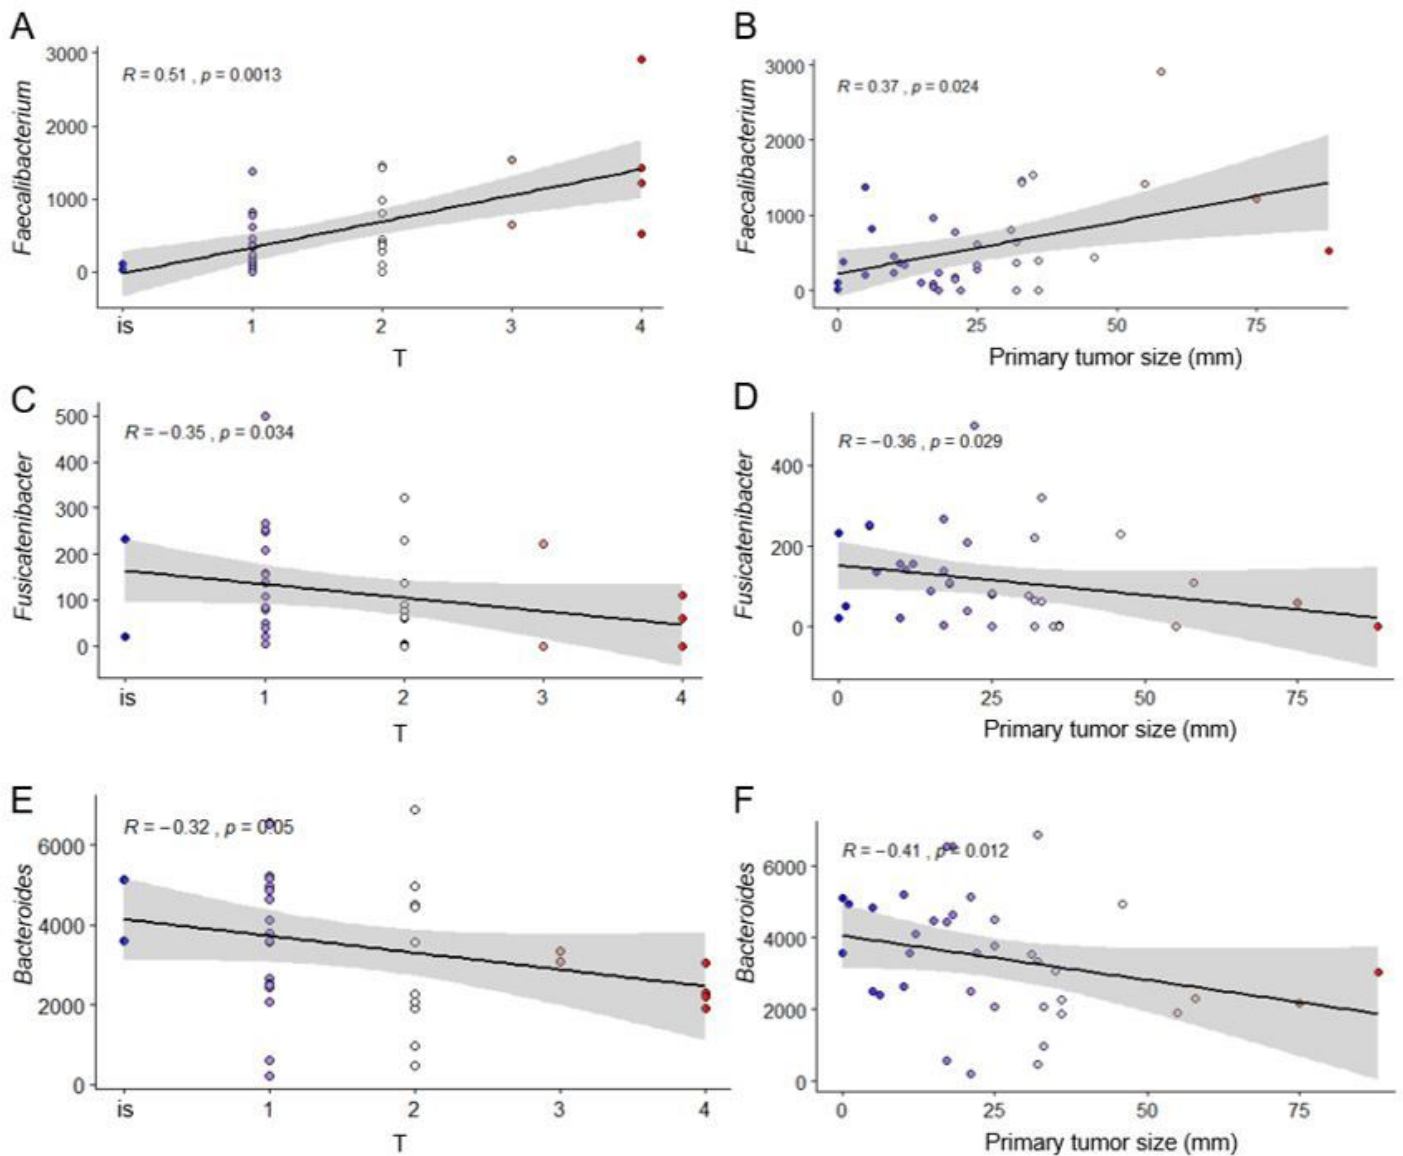 A
Faecalibacterium
3000
2000
1000
0
R = 0.51 , p = 0.0013
is 1 2 3 4
T
B
Faecalibacterium
3000
2000
1000
0
R = 0.37 , p = 0.024
0 25 50 75
Primary tumor size (mm)
C
Fusicatenibacter
500
400
300
200
100
0
R = −0.35 , p = 0.034
is 1 2 3 4
T
D
Fusicatenibacter
400
200
0
R = −0.36 , p = 0.029
0 25 50 75
Primary tumor size (mm)
E
Bacteroides
6000
4000
2000
0
R = −0.32 , p = 0.05
is 1 2 3 4
T
F
Bacteroides
6000
4000
2000
0
R = −0.41 , p = 0.012
0 25 50 75
Primary tumor size (mm)